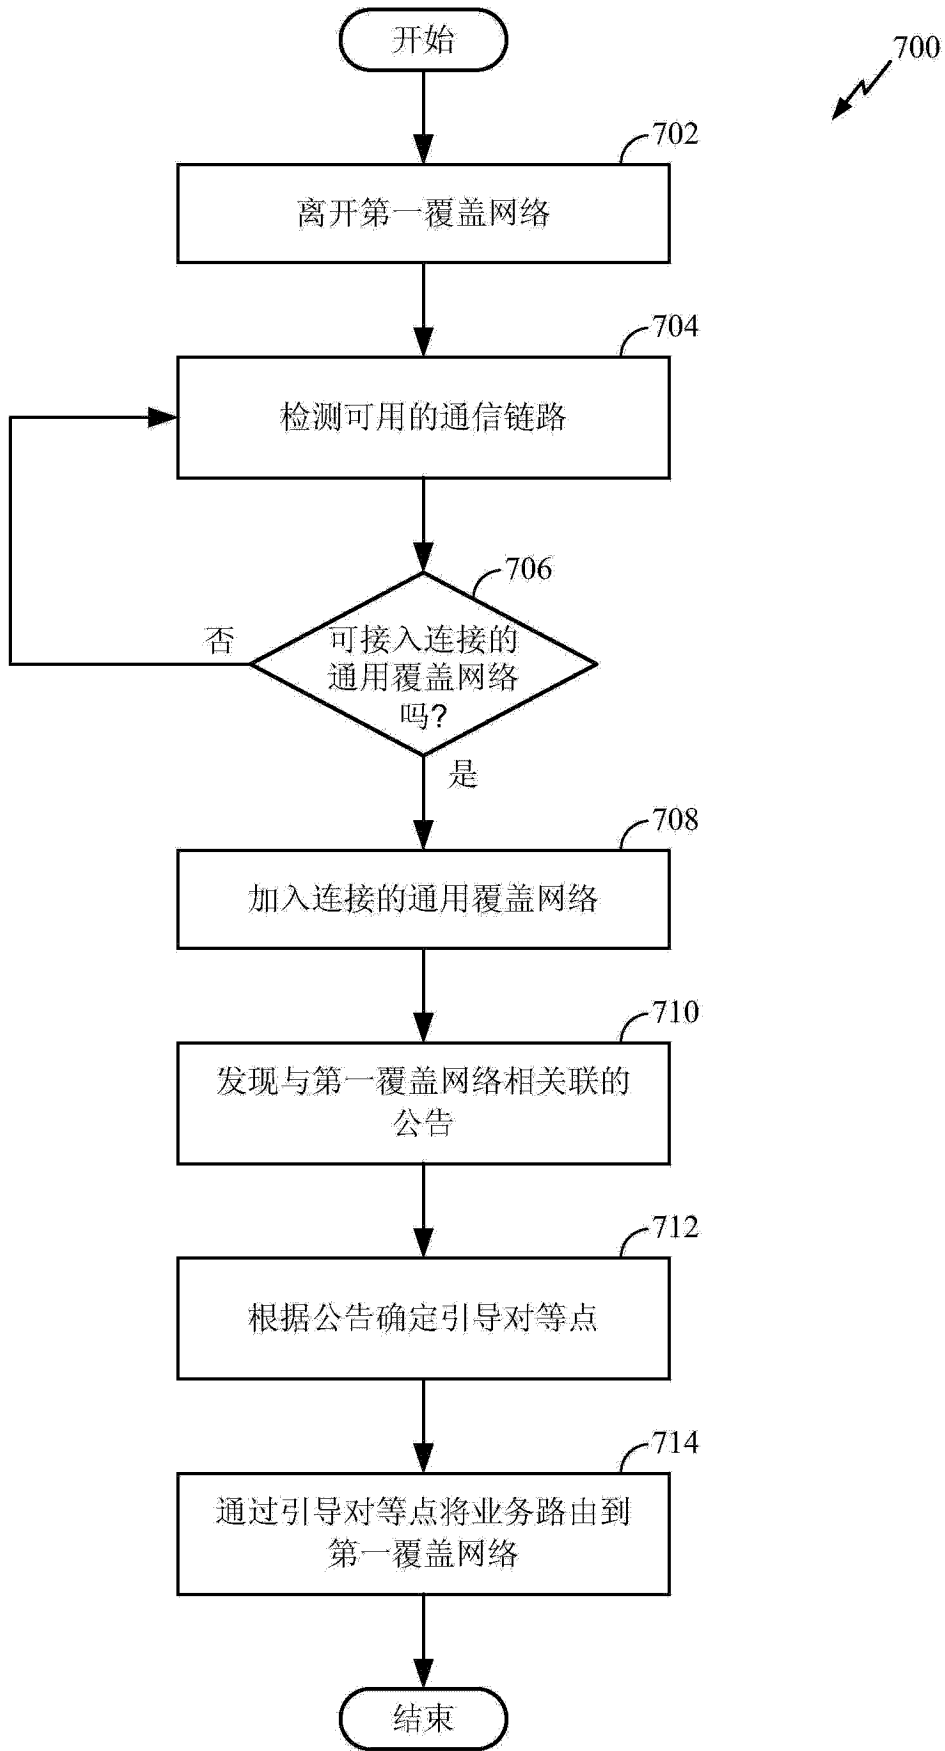 开始
700
702
离开第一覆盖网络
704
检测可用的通信链路
706
可接入连接的
通用覆盖网络
吗?
否
是
708
加入连接的通用覆盖网络
710
发现与第一覆盖网络相关联的
公告
712
根据公告确定引导对等点
714
通过引导对等点将业务路由到
第一覆盖网络
结束